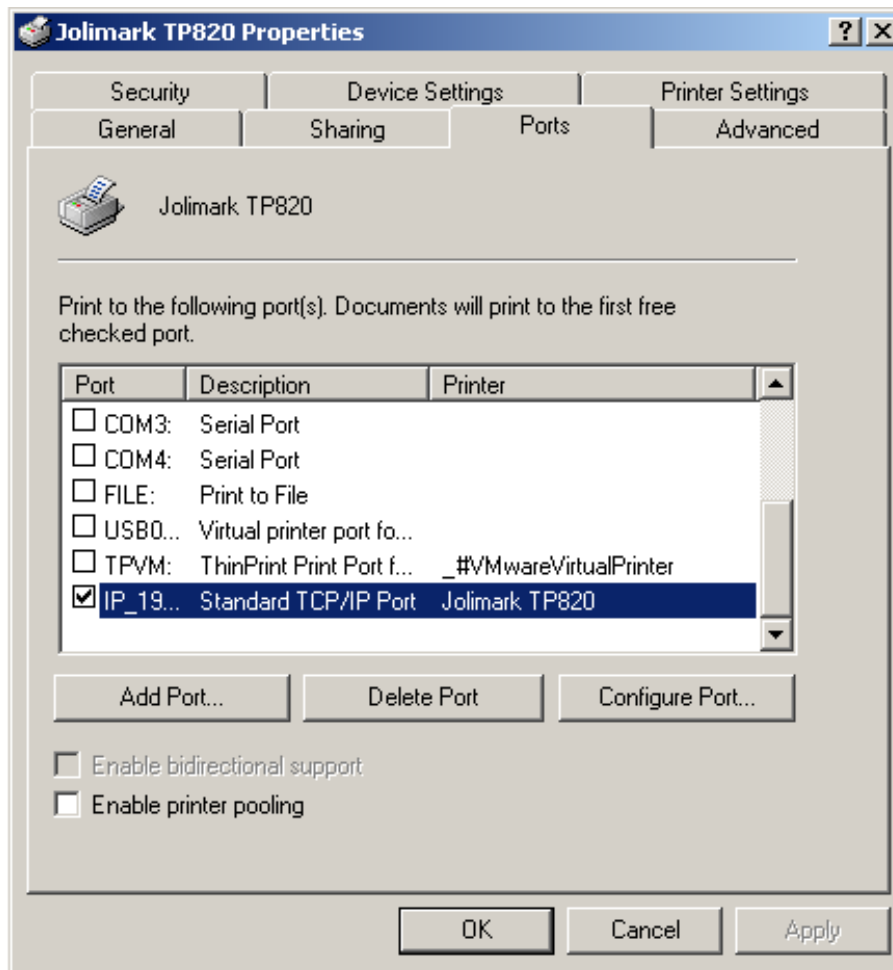 Jolimark TP820 Properties
Security Device Settings Printer Settings
General Sharing Ports Advanced
Jolimark TP820
Print to the following port(s). Documents will print to the first free
checked port.
Port Description Printer
COM3: Serial Port
COM4: Serial Port
FILE: Print to File
USB0... Virtual printer port fo...
TPVM: ThinPrint Print Port f... _#VMwareVirtualPrinter
IP_19... Standard TCP/IP Port Jolimark TP820
Add Port... Delete Port Configure Port...
Enable bidirectional support
Enable printer pooling
OK Cancel Apply